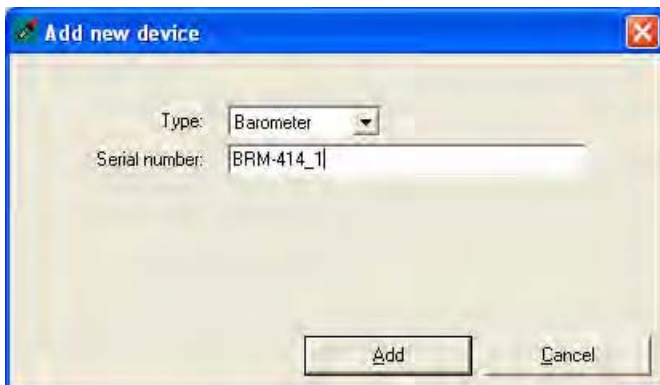 Add new device
Type: Barometer
Serial number: BRM-414_1
Add Cancel